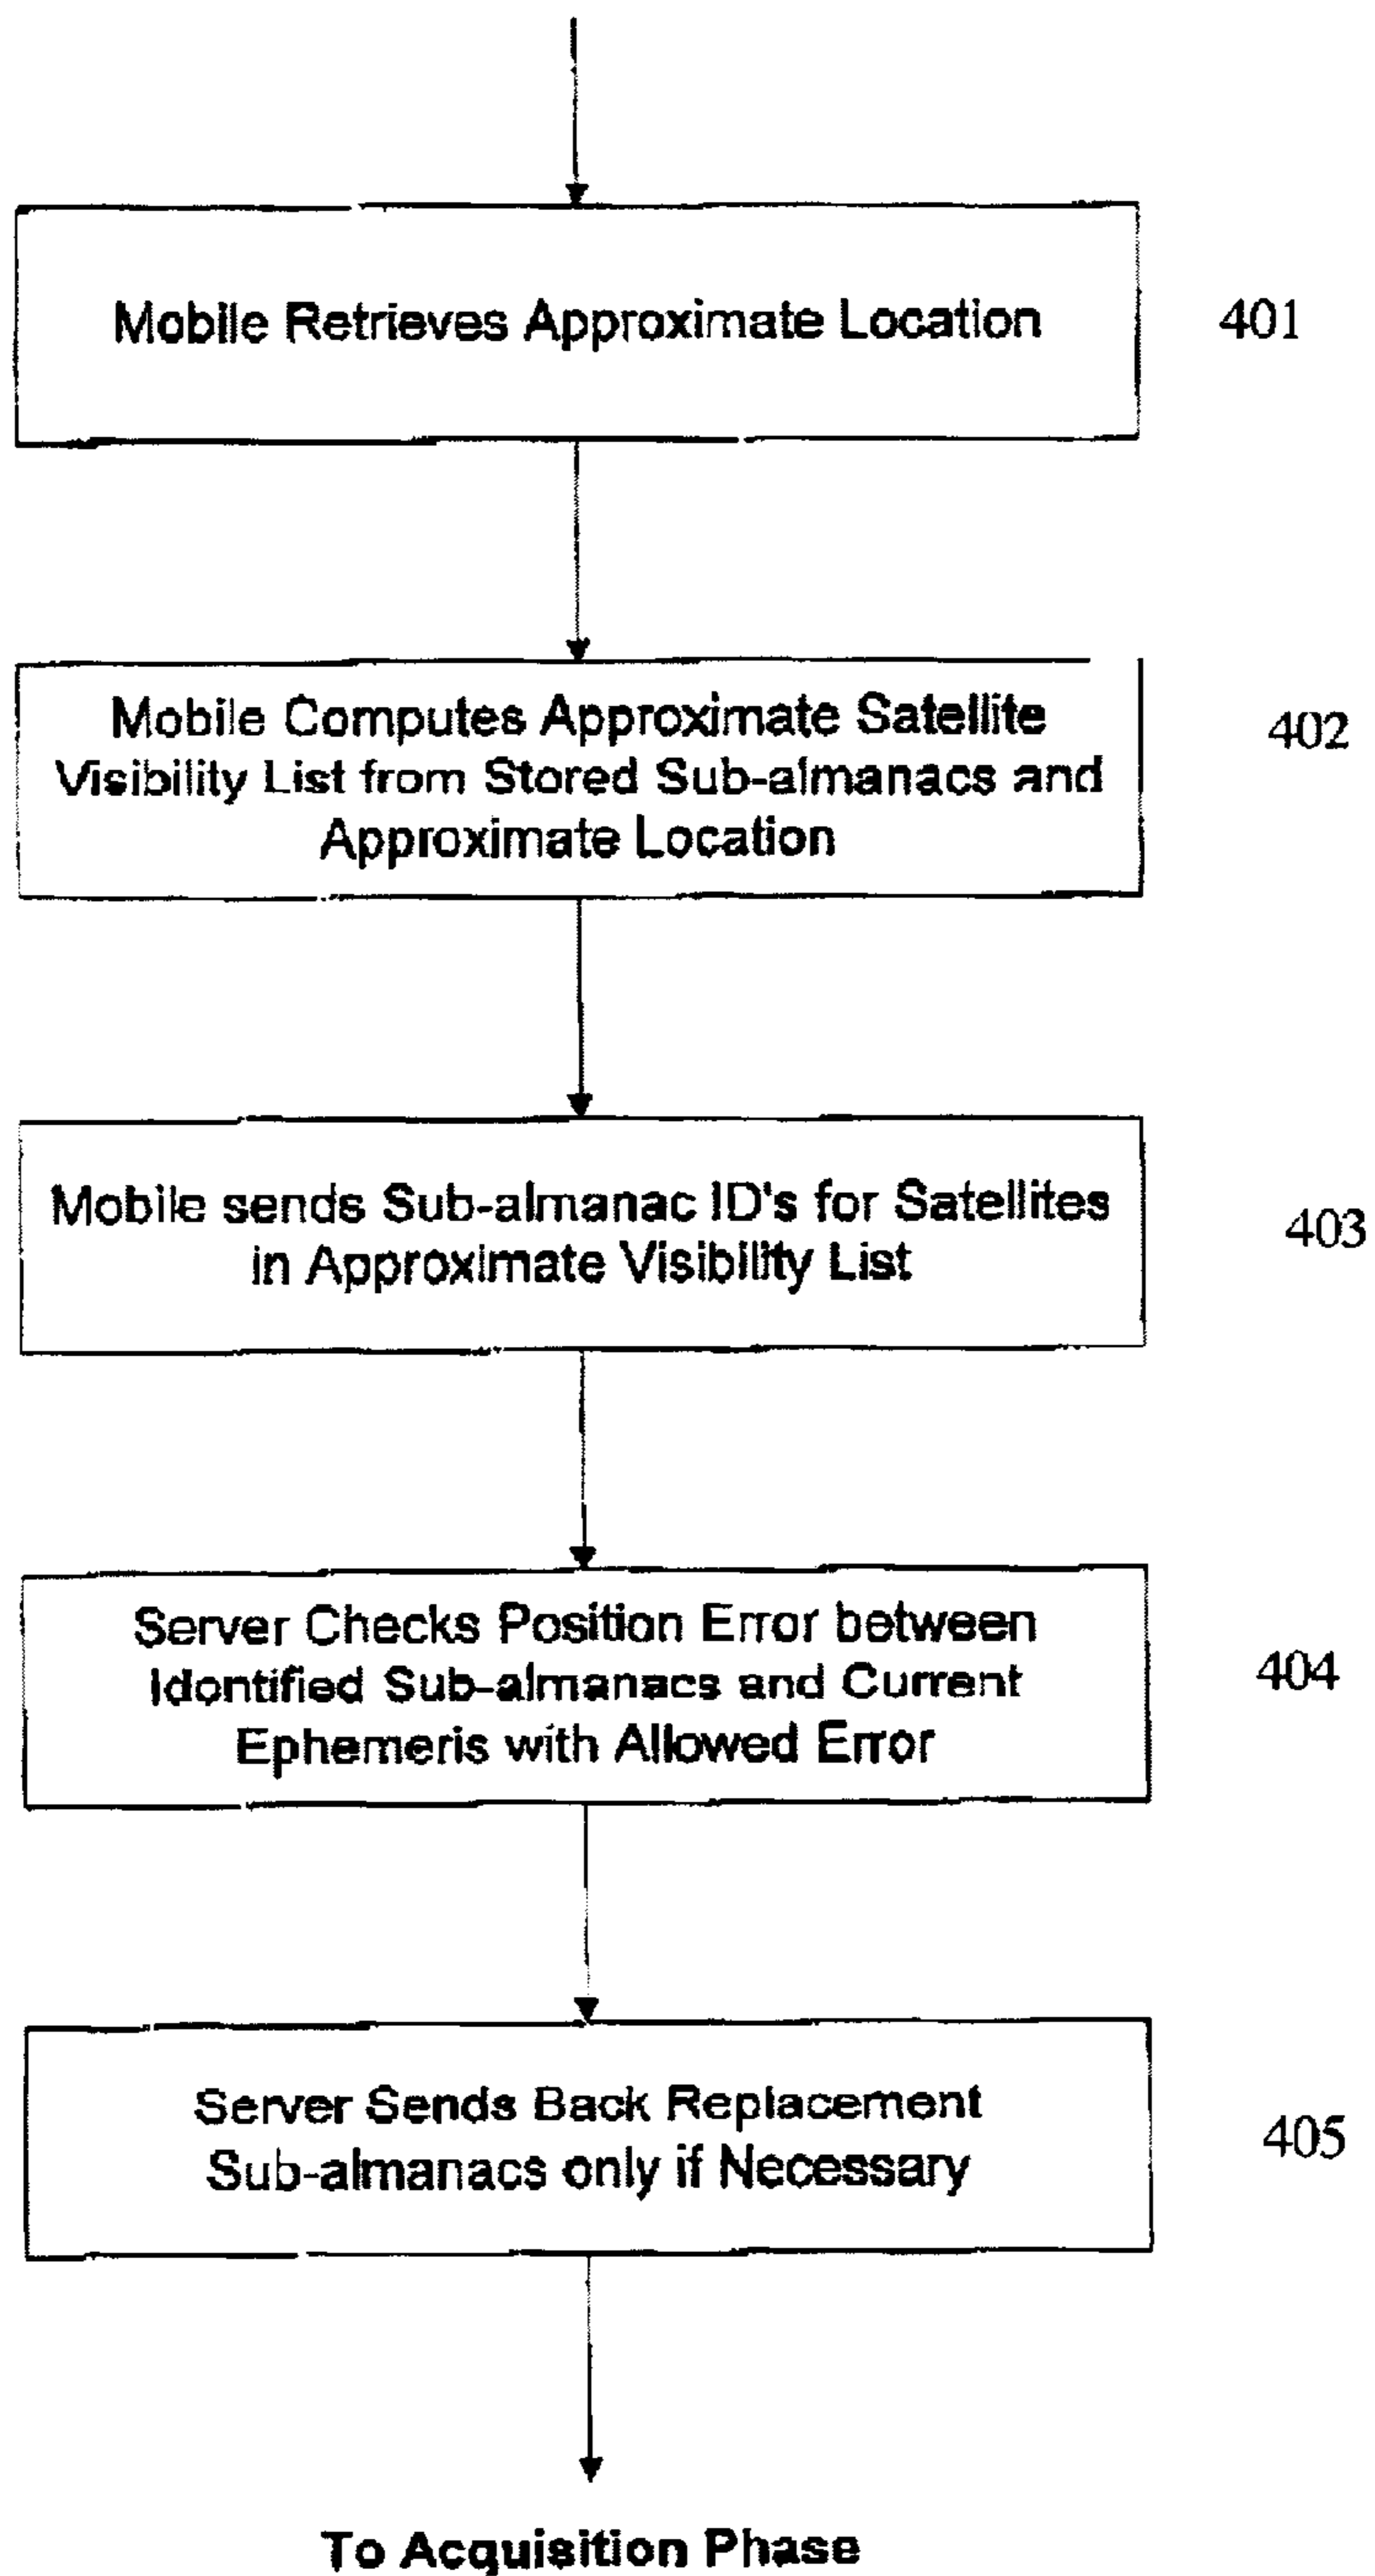 Mobile Retrieves Approximate Location
401
Mobile Computes Approximate Satellite
Visibility List from Stored Sub-almanacs and
Approximate Location
402
Mobile sends Sub-almanac ID's for Satellites
in Approximate Visibility List
403
Server Checks Position Error between
Identified Sub-almanacs and Current
Ephemeris with Allowed Error
404
Server Sends Back Replacement
Sub-almanacs only if Necessary
405
To Acquisition Phase